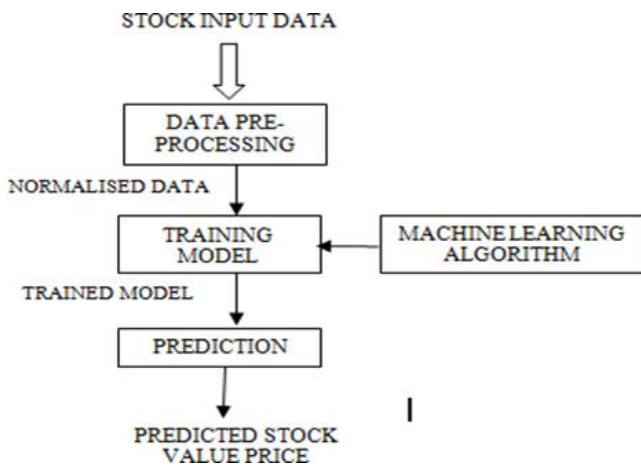 STOCK INPUT DATA
DATA PRE-
PROCESSING
NORMALISED DATA
TRAINING
MODEL
MACHINE LEARNING
ALGORITHM
TRAINED MODEL
PREDICTION
PREDICTED STOCK
VALUE PRICE